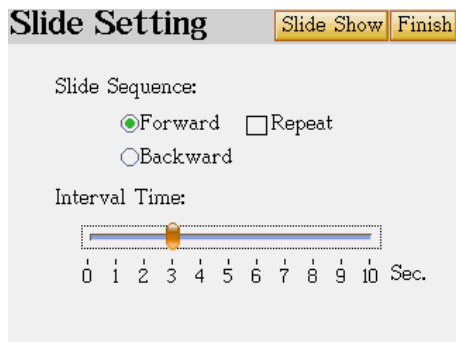 Slide Setting
Slide Show Finish
Slide Sequence:
Forward Repeat
Backward
Interval Time:
0 1 2 3 4 5 6 7 8 9 10 Sec.